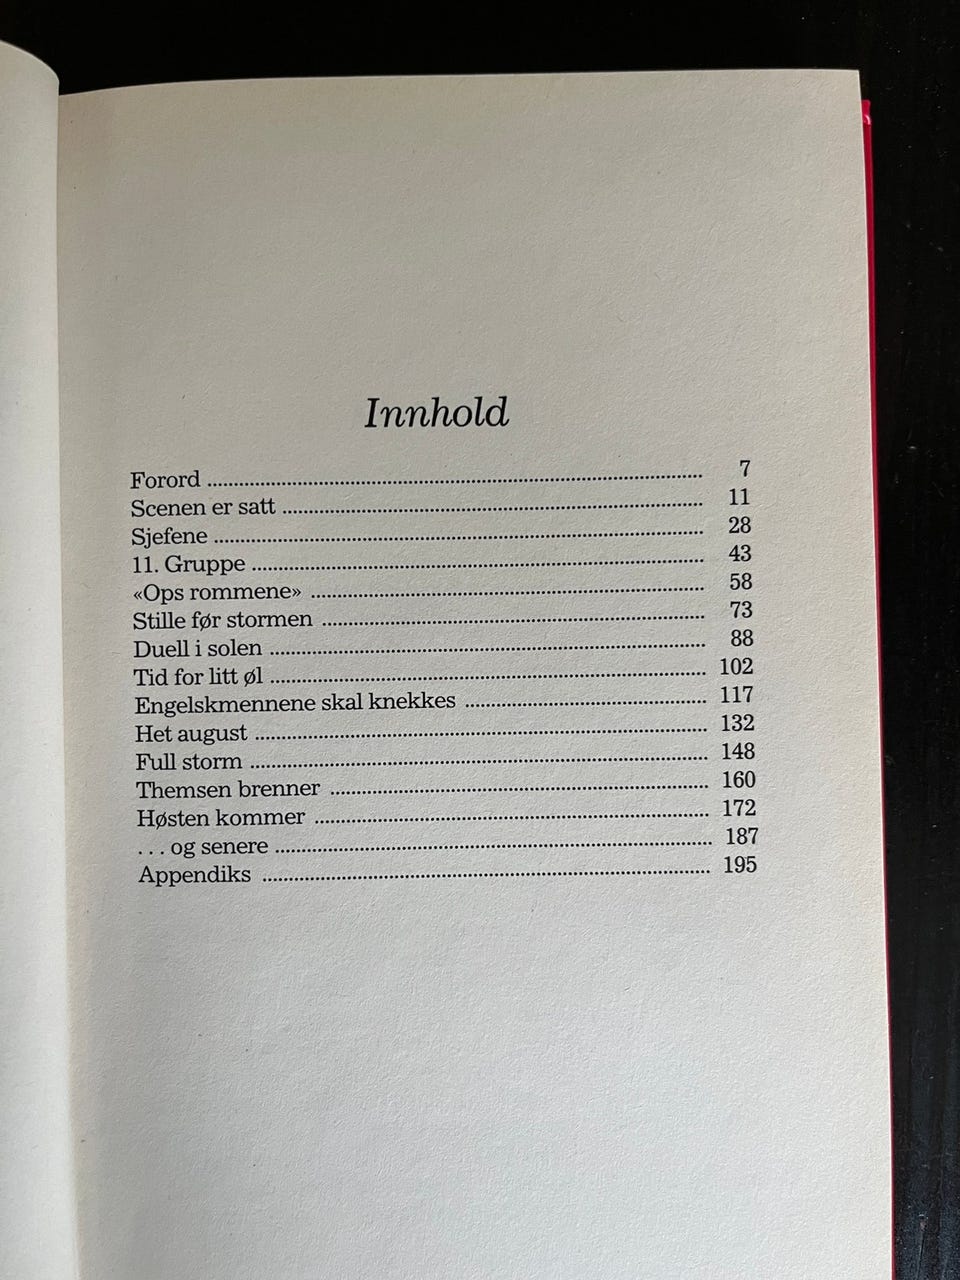 Innhold
Forord ........ 7
Scenen er satt ........ 11
Sjefene ........ 28
11. Gruppe ........ 43
«Ops rommene» ........ 58
Stille før stormen ........ 73
Duell i solen ........ 88
Tid for litt øl ........ 102
Engelskmennene skal knekkes ........ 117
Het august ........ 132
Full storm ........ 148
Themsen brenner ........ 160
Høsten kommer ........ 172
. . . og senere ........ 187
Appendiks ........ 195